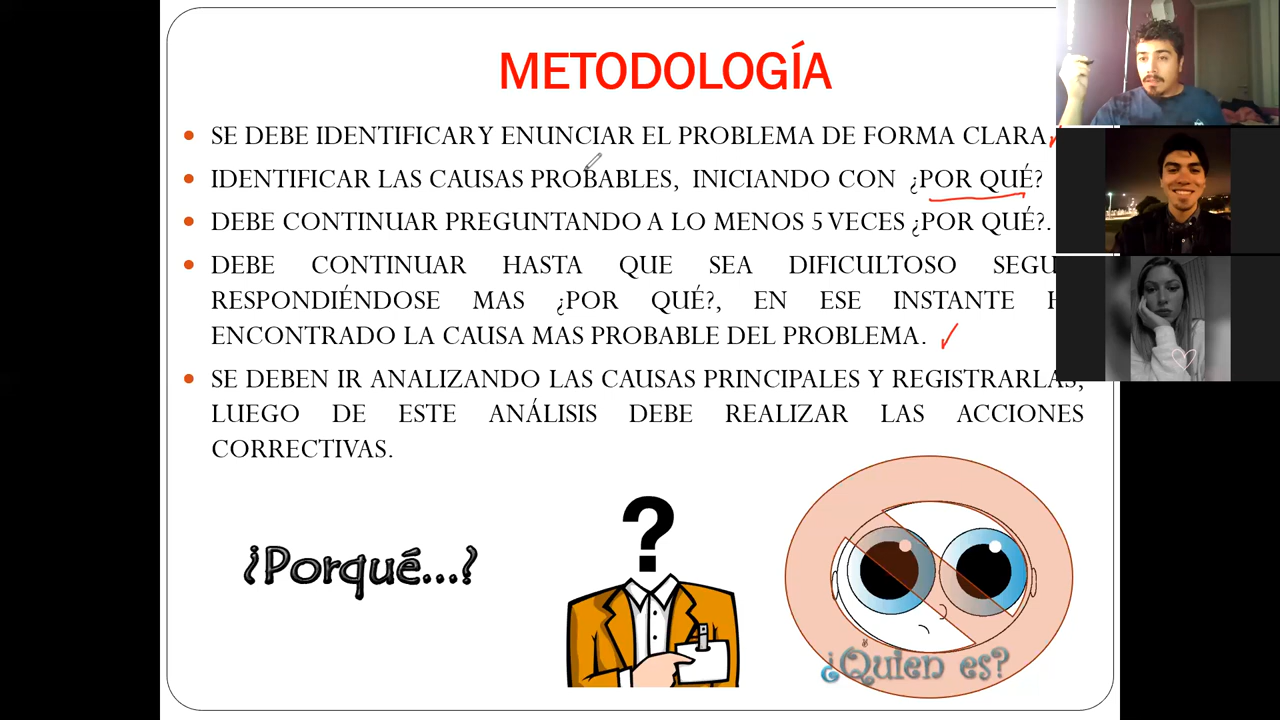 METODOLOGÍA
• SE DEBE IDENTIFICAR Y ENUNCIAR EL PROBLEMA DE FORMA CLARA
• IDENTIFICAR LAS CAUSAS PROBABLES, INICIANDO CON ¿POR QUÉ?
• DEBE CONTINUAR PREGUNTANDO A LO MENOS 5 VECES ¿POR QUÉ?.
• DEBE CONTINUAR HASTA QUE SEA DIFICULTOSO
RESPONDIÉNDOSE MAS ¿POR QUÉ?, EN ESE INSTANTE
ENCONTRADO LA CAUSA MAS PROBABLE DEL PROBLEMA.
• SE DEBEN IR ANALIZANDO LAS CAUSAS PRINCIPALES Y REGISTRARLAS,
LUEGO DE ESTE ANÁLISIS DEBE REALIZAR LAS ACCIONES
CORRECTIVAS.
¿Porqué...?
?
¿Quien es?